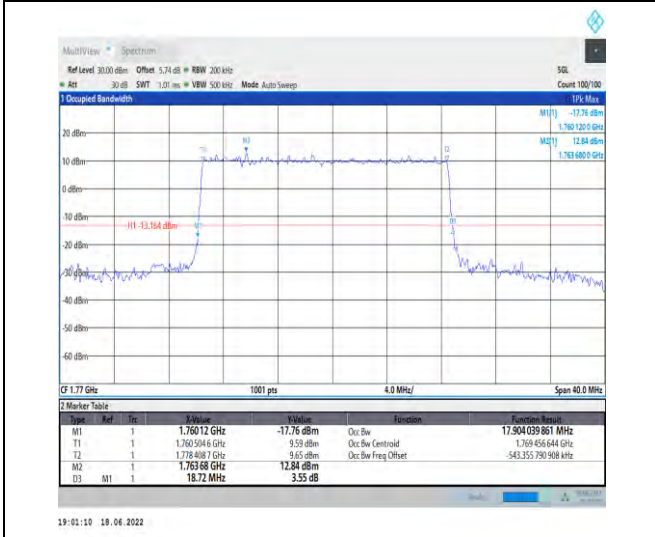 MultiView Spectrum
Ref Level 30.00 dBm Offset 5.74 dB RBW 200 kHz SGL
Att 30 dB SWT 1.01 ms VBW 500 kHz Mode Auto Sweep Count 100/100
1 Occupied Bandwidth 1Pk Max
M1[1] -17.76 dBm
1.760 120 0 GHz
20 dBm M2[1] 12.84 dBm
1.763 680 0 GHz
M2
T1 T2
10 dBm
0 dBm
-10 dBm
H1 -13.164 dBm M1 D3
-20 dBm
-30 dBm
-40 dBm
-50 dBm
-60 dBm
CF 1.77 GHz 1001 pts 4.0 MHz/ Span 40.0 MHz
2 Marker Table
Type Ref Trc X-Value Y-Value Function Function Result
M1 1 1.760 12 GHz -17.76 dBm Occ Bw 17.904 039 861 MHz
T1 1 1.760 504 6 GHz 9.59 dBm Occ Bw Centroid 1.769 456 644 GHz
T2 1 1.778 408 7 GHz 9.65 dBm Occ Bw Freq Offset -543.355 790 908 kHz
M2 1 1.763 68 GHz 12.84 dBm
D3 M1 1 18.72 MHz 3.55 dB
19:01:10 18.06.2022